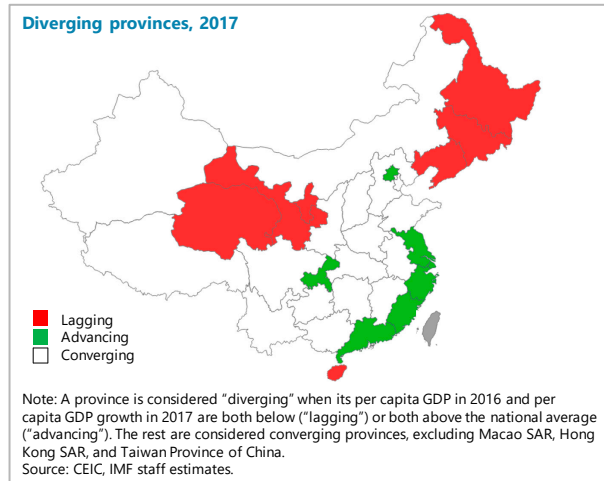 Diverging provinces, 2017
Lagging
Advancing
Converging
Note: A province is considered “diverging” when its per capita GDP in 2016 and per
capita GDP growth in 2017 are both below (“lagging”) or both above the national average
(“advancing”). The rest are considered converging provinces, excluding Macao SAR, Hong
Kong SAR, and Taiwan Province of China.
Source: CEIC, IMF staff estimates.